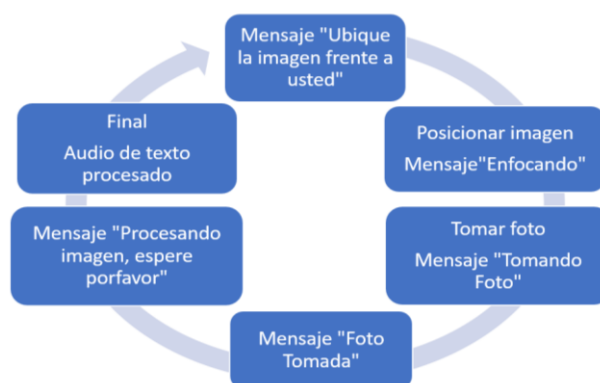 Mensaje "Ubique
la imagen frente a
usted"
Posicionar imagen
Mensaje"Enfocando"
Tomar foto
Mensaje "Tomando
Foto"
Mensaje "Foto
Tomada"
Mensaje "Procesando
imagen, espere
porfavor"
Final
Audio de texto
procesado